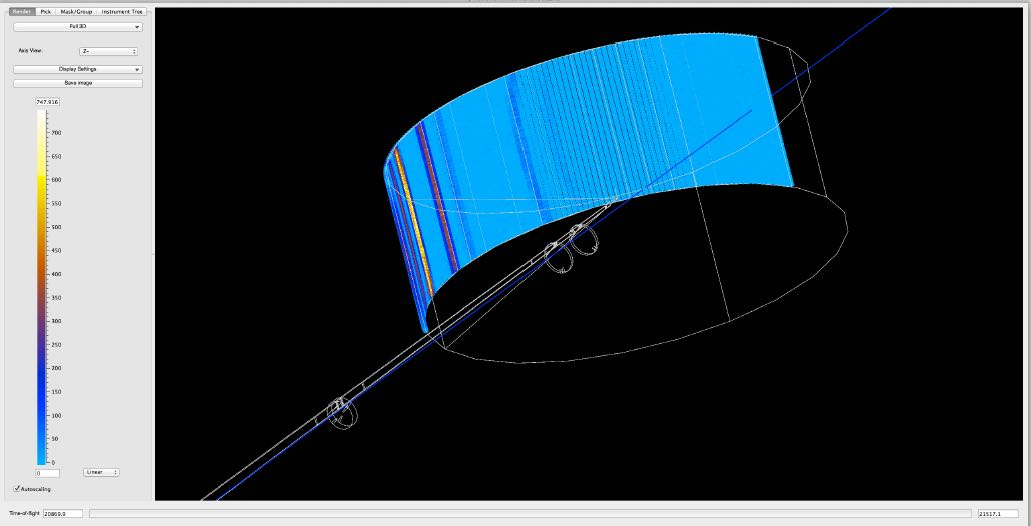 Render Pick Mask/Group Instrument Tree
Full 3D
Axis View: Z-
Display Settings
Save image
747.916
700
650
600
550
500
450
400
350
300
250
200
150
100
50
0
0 Linear
Autoscaling
Time-of-flight 20869.9 21517.1